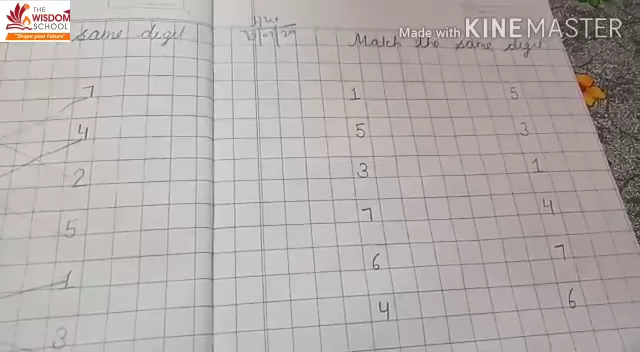 THE
WISDOM
SCHOOL
"Shape your Future"
Made with KINEMASTER
same digit
7
4
2
5
1
3
H.W
Match the same digit
1 5
5 3
3 1
7 4
6 7
4 6